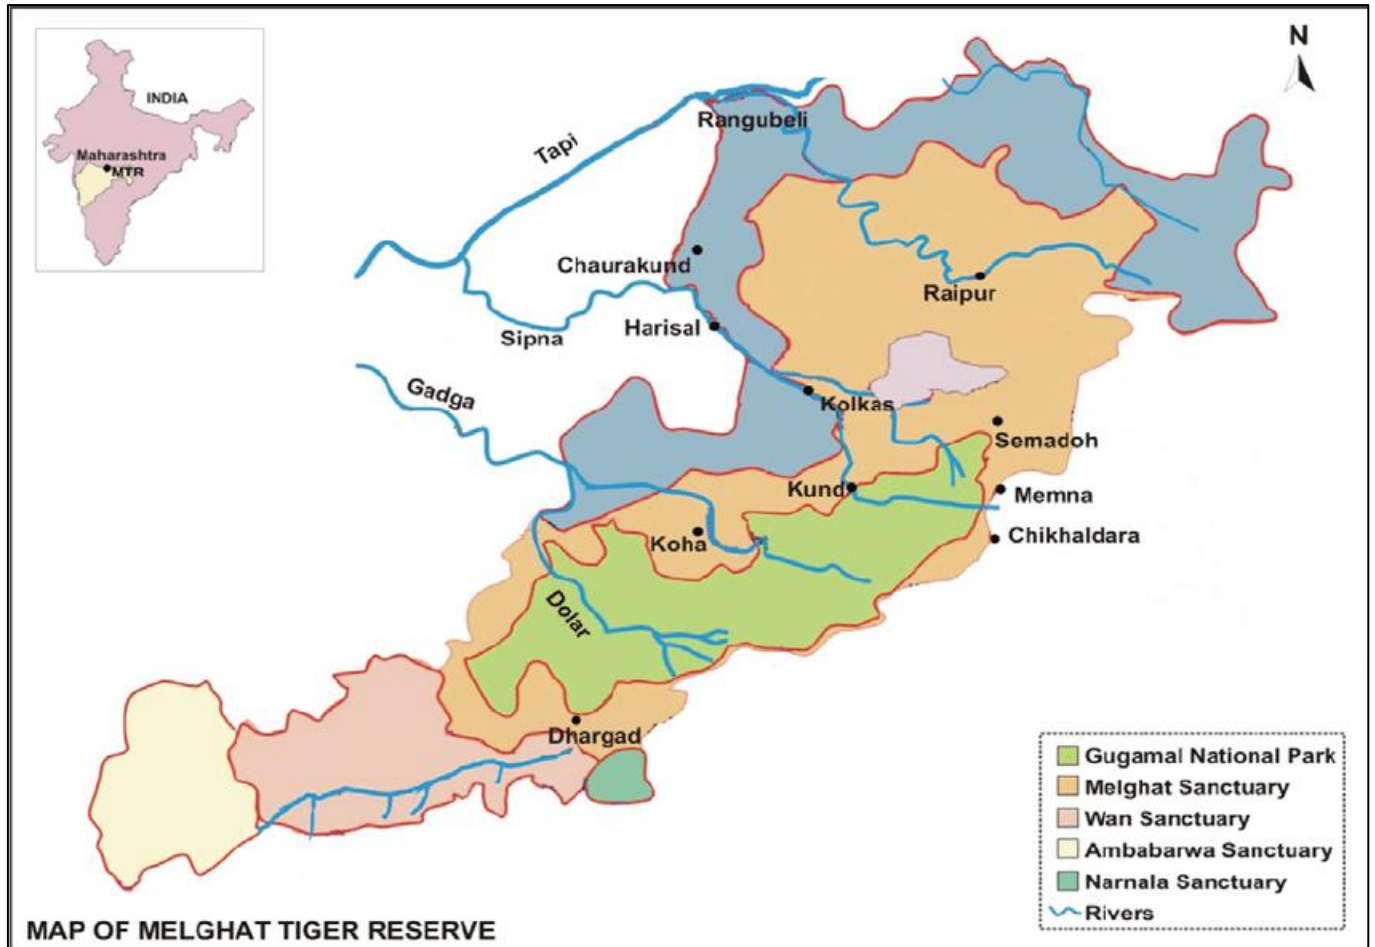 N
INDIA
Maharashtra
MTR
Rangubeli
Tapi
Chaurakund
Raipur
Sipna
Harisal
Gadga
Kolkas
Semadoh
Kund
Memna
Koha
Chikhaldara
Dolar
Dhargad
Gugamal National Park
Melghat Sanctuary
Wan Sanctuary
Ambabarwa Sanctuary
Narnala Sanctuary
Rivers
MAP OF MELGHAT TIGER RESERVE